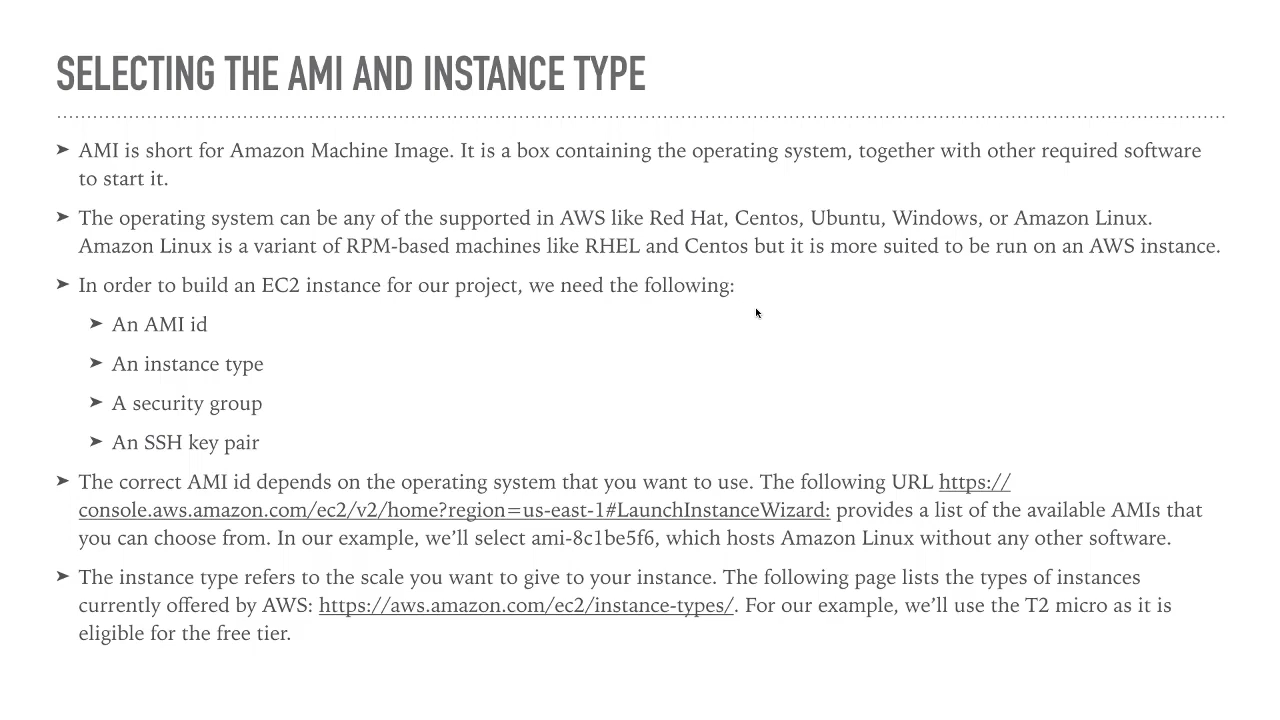 SELECTING THE AMI AND INSTANCE TYPE
➤ AMI is short for Amazon Machine Image. It is a box containing the operating system, together with other required software
to start it.
➤ The operating system can be any of the supported in AWS like Red Hat, Centos, Ubuntu, Windows, or Amazon Linux.
Amazon Linux is a variant of RPM-based machines like RHEL and Centos but it is more suited to be run on an AWS instance.
➤ In order to build an EC2 instance for our project, we need the following:
➤ An AMI id
➤ An instance type
➤ A security group
➤ An SSH key pair
➤ The correct AMI id depends on the operating system that you want to use. The following URL https://
console.aws.amazon.com/ec2/v2/home?region=us-east-1#LaunchInstanceWizard: provides a list of the available AMIs that
you can choose from. In our example, we’ll select ami-8c1be5f6, which hosts Amazon Linux without any other software.
➤ The instance type refers to the scale you want to give to your instance. The following page lists the types of instances
currently offered by AWS: https://aws.amazon.com/ec2/instance-types/. For our example, we’ll use the T2 micro as it is
eligible for the free tier.